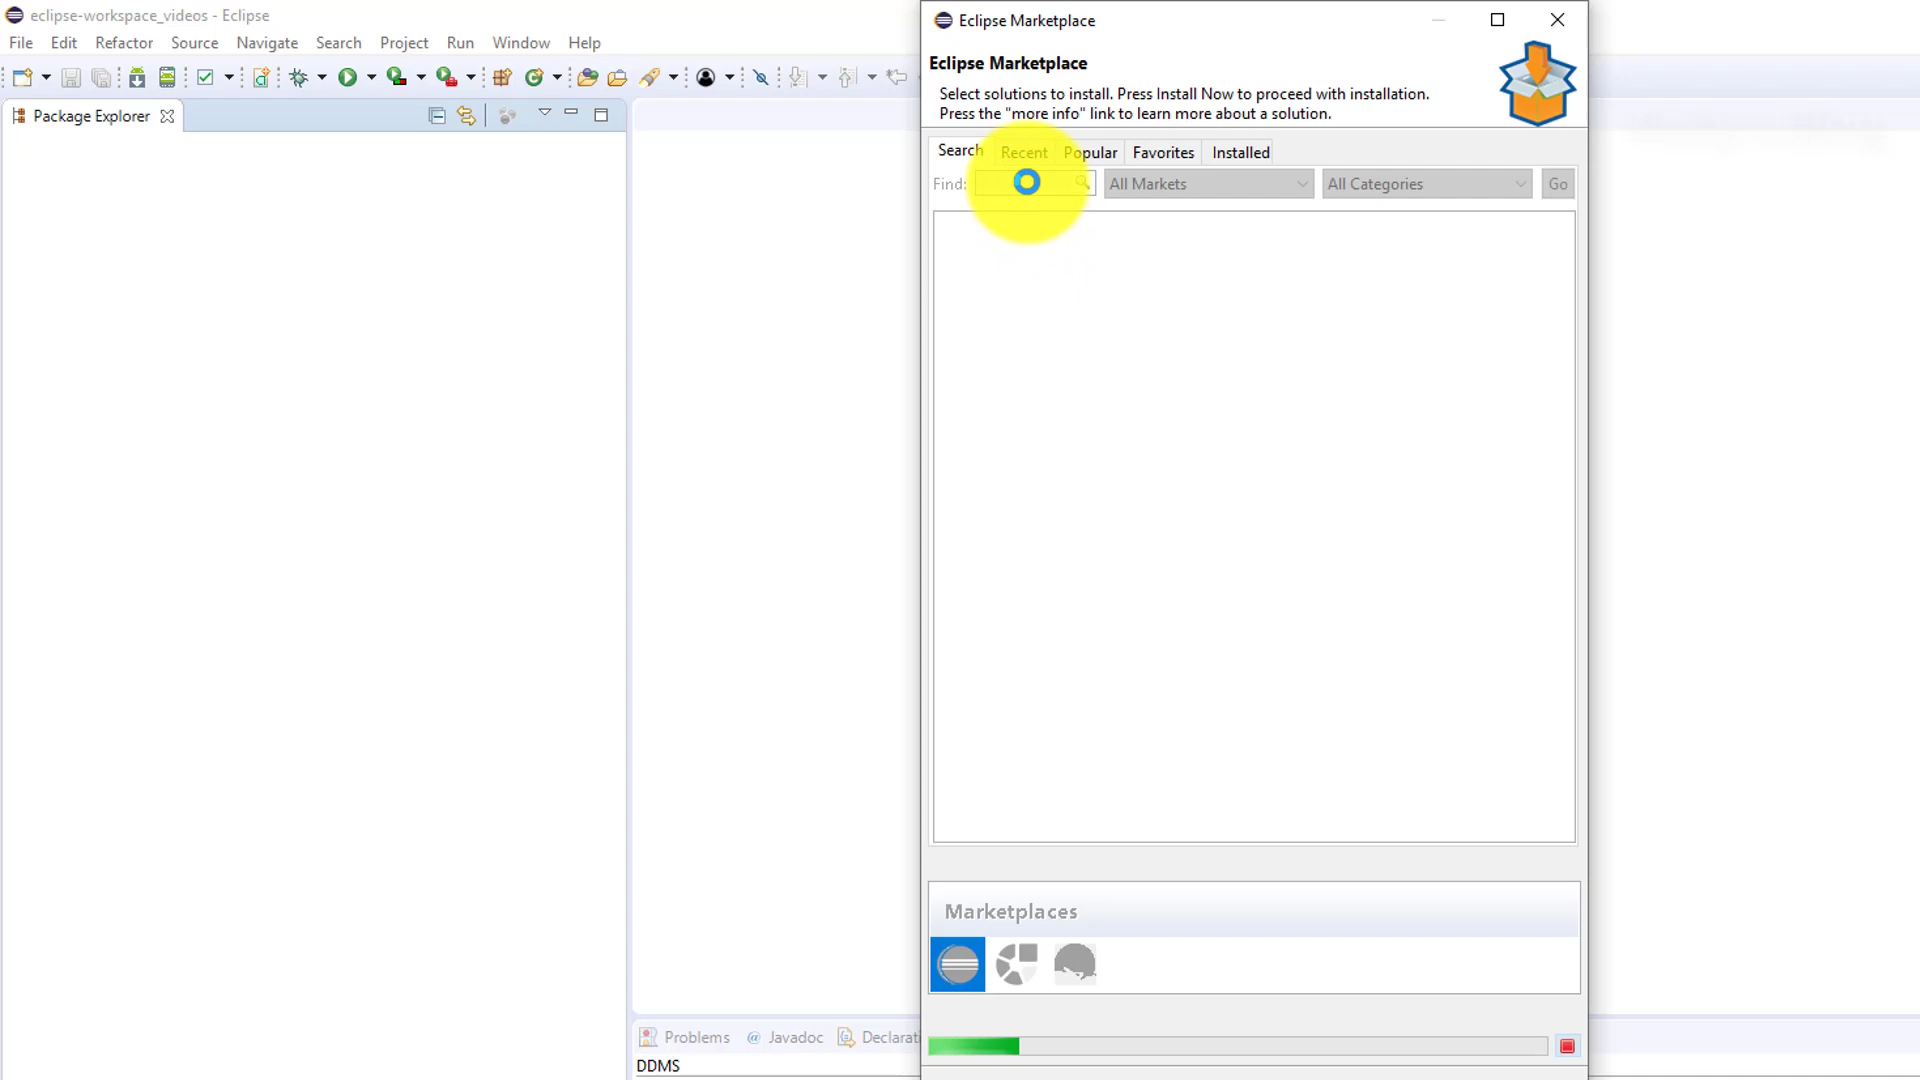 eclipse-workspace_videos - Eclipse
File Edit Refactor Source Navigate Search Project Run Window Help
Package Explorer
Eclipse Marketplace
Eclipse Marketplace
Select solutions to install. Press Install Now to proceed with installation.
Press the "more info" link to learn more about a solution.
Search Recent Popular Favorites Installed
Find: All Markets All Categories Go
Marketplaces
Problems @ Javadoc Declarati
DDMS